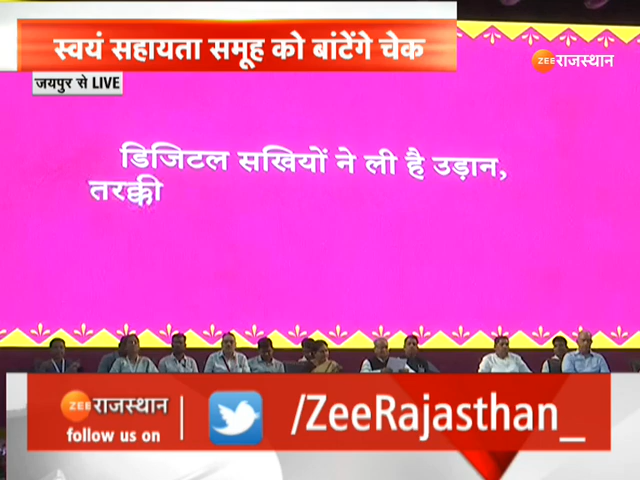 स्वयं सहायता समूह को बांटेंगे चेक
जयपुर से LIVE
ZEE राजस्थान
डिजिटल सखियों ने ली है उड़ान,
तरक्की
ZEE राजस्थान
follow us on
/ZeeRajasthan_